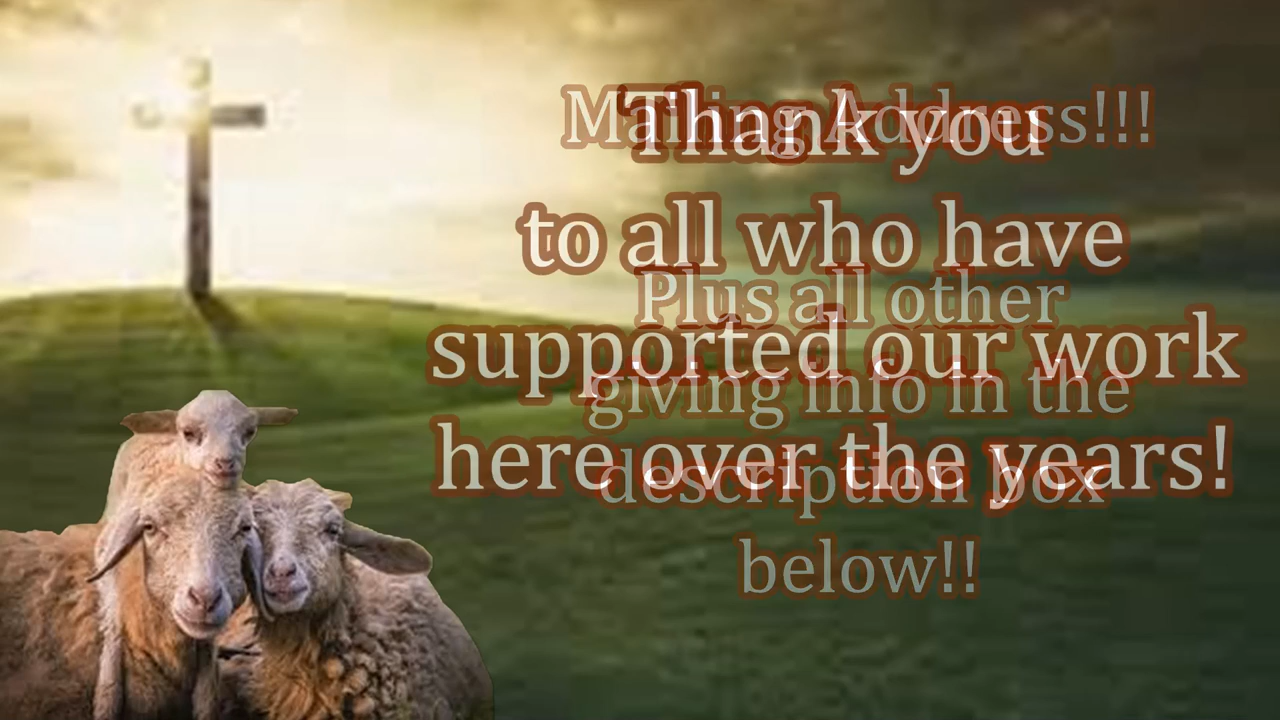 Mailing Address!!!
Plus all other
giving info in the
description box
below!!
Thank you
to all who have
supported our work
here over the years!